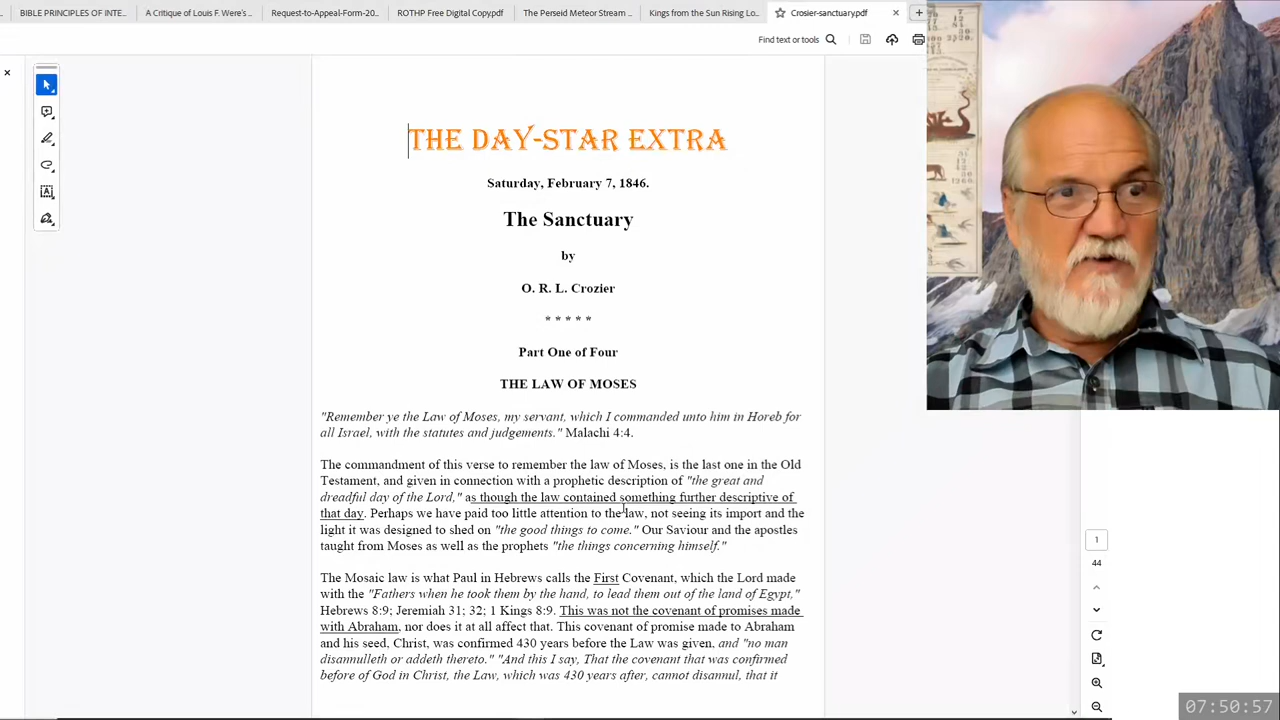 BIBLE PRINCIPLES OF INTE... A Critique of Louis F. Were's... Request-to-Appeal-Form-20... ROTHP Free Digital Copy.pdf The Perseid Meteor Stream ... Kings from the Sun Rising Lo... Crosier-sanctuary.pdf
Find text or tools
THE DAY-STAR EXTRA
Saturday, February 7, 1846.
The Sanctuary
by
O. R. L. Crozier
* * * * *
Part One of Four
THE LAW OF MOSES
"Remember ye the Law of Moses, my servant, which I commanded unto him in Horeb for
all Israel, with the statutes and judgements." Malachi 4:4.
The commandment of this verse to remember the law of Moses, is the last one in the Old
Testament, and given in connection with a prophetic description of "the great and
dreadful day of the Lord," as though the law contained something further descriptive of
that day. Perhaps we have paid too little attention to the law, not seeing its import and the
light it was designed to shed on "the good things to come." Our Saviour and the apostles
taught from Moses as well as the prophets "the things concerning himself."
The Mosaic law is what Paul in Hebrews calls the First Covenant, which the Lord made
with the "Fathers when he took them by the hand, to lead them out of the land of Egypt,"
Hebrews 8:9; Jeremiah 31; 32; 1 Kings 8:9. This was not the covenant of promises made
with Abraham, nor does it at all affect that. This covenant of promise made to Abraham
and his seed, Christ, was confirmed 430 years before the Law was given, and "no man
disannulleth or addeth thereto." "And this I say, That the covenant that was confirmed
before of God in Christ, the Law, which was 430 years after, cannot disannul, that it
1
44
07:50:57